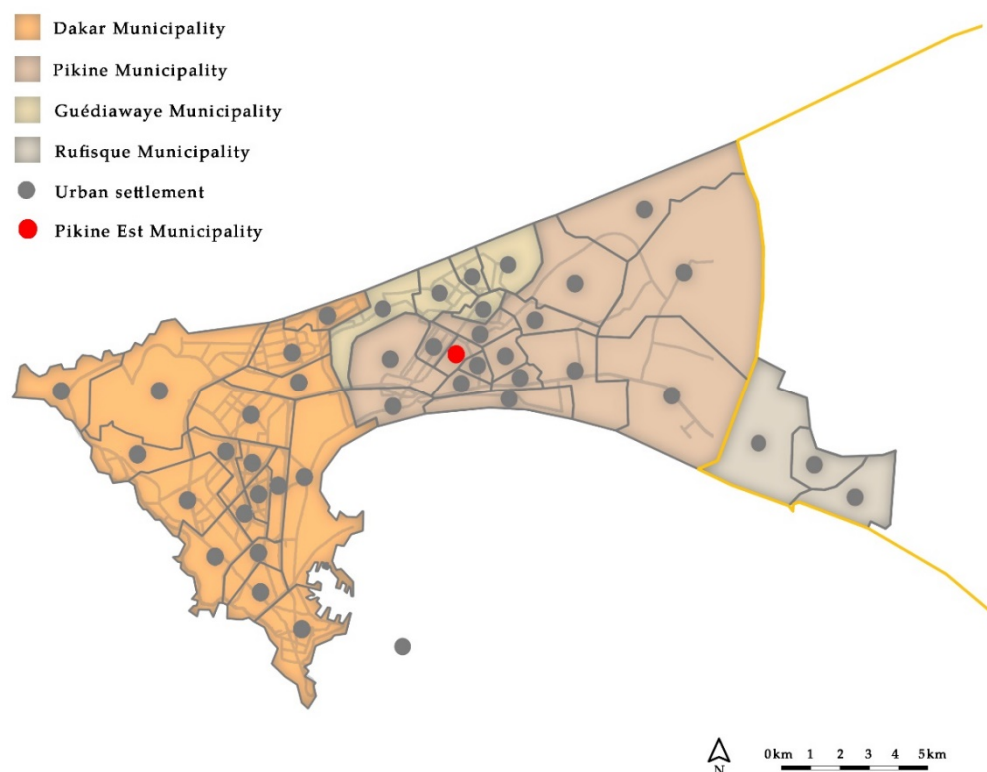 Dakar Municipality
Pikine Municipality
Guédiawaye Municipality
Rufisque Municipality
Urban settlement
Pikine Est Municipality
N
0km 1 2 3 4 5km